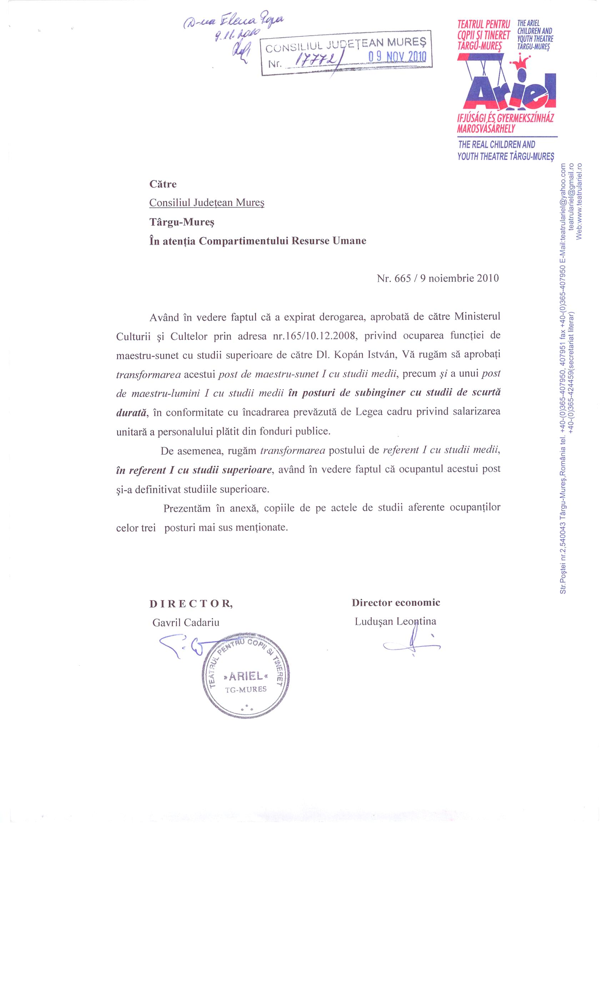 D-na Elena Popa
9.11.2010
CONSILIUL JUDEŢEAN MUREŞ
Nr. 17772/ 09 NOV 2010
TEATRUL PENTRU
COPII ŞI TINERET
TÂRGU-MUREŞ
THE ARIEL
CHILDREN AND
YOUTH THEATRE
TÂRGU-MUREŞ
Ariel
IFJÚSÁGI ÉS GYERMEKSZÍNHÁZ
MAROSVÁSÁRHELY
THE REAL CHILDREN AND
YOUTH THEATRE TÂRGU-MUREŞ
Către
Consiliul Judeţean Mureş
Târgu-Mureş
În atenţia Compartimentului Resurse Umane
Nr. 665 / 9 noiembrie 2010
Având în vedere faptul că a expirat derogarea, aprobată de către Ministerul
Culturii şi Cultelor prin adresa nr.165/10.12.2008, privind ocuparea funcţiei de
maestru-sunet cu studii superioare de către Dl. Kopán István, Vă rugăm să aprobaţi
transformarea acestui post de maestru-sunet I cu studii medii, precum şi a unui post
de maestru-lumini I cu studii medii în posturi de subinginer cu studii de scurtă
durată, în conformitate cu încadrarea prevăzută de Legea cadru privind salarizarea
unitară a personalului plătit din fonduri publice.
De asemenea, rugăm transformarea postului de referent I cu studii medii,
în referent I cu studii superioare, având în vedere faptul că ocupantul acestui post
şi-a definitivat studiile superioare.
Prezentăm în anexă, copiile de pe actele de studii aferente ocupanţilor
celor trei posturi mai sus menţionate.
D I R E C T O R,
Gavril Cadariu
Director economic
Luduşan Leontina
TEATRUL PENTRU COPII SI TINERET
»ARIEL«
TG-MURES
Str.Poştei nr.2,540043 Târgu-Mureş,România tel. +40-(0)365-407950, 407951 fax +40-(0)365-407950 E-Mail:teatrulariel@yahoo.com
+40-(0)365-424459(secretariat literar) teatrulariel@gmail.ro
Web:www.teatrulariel.ro